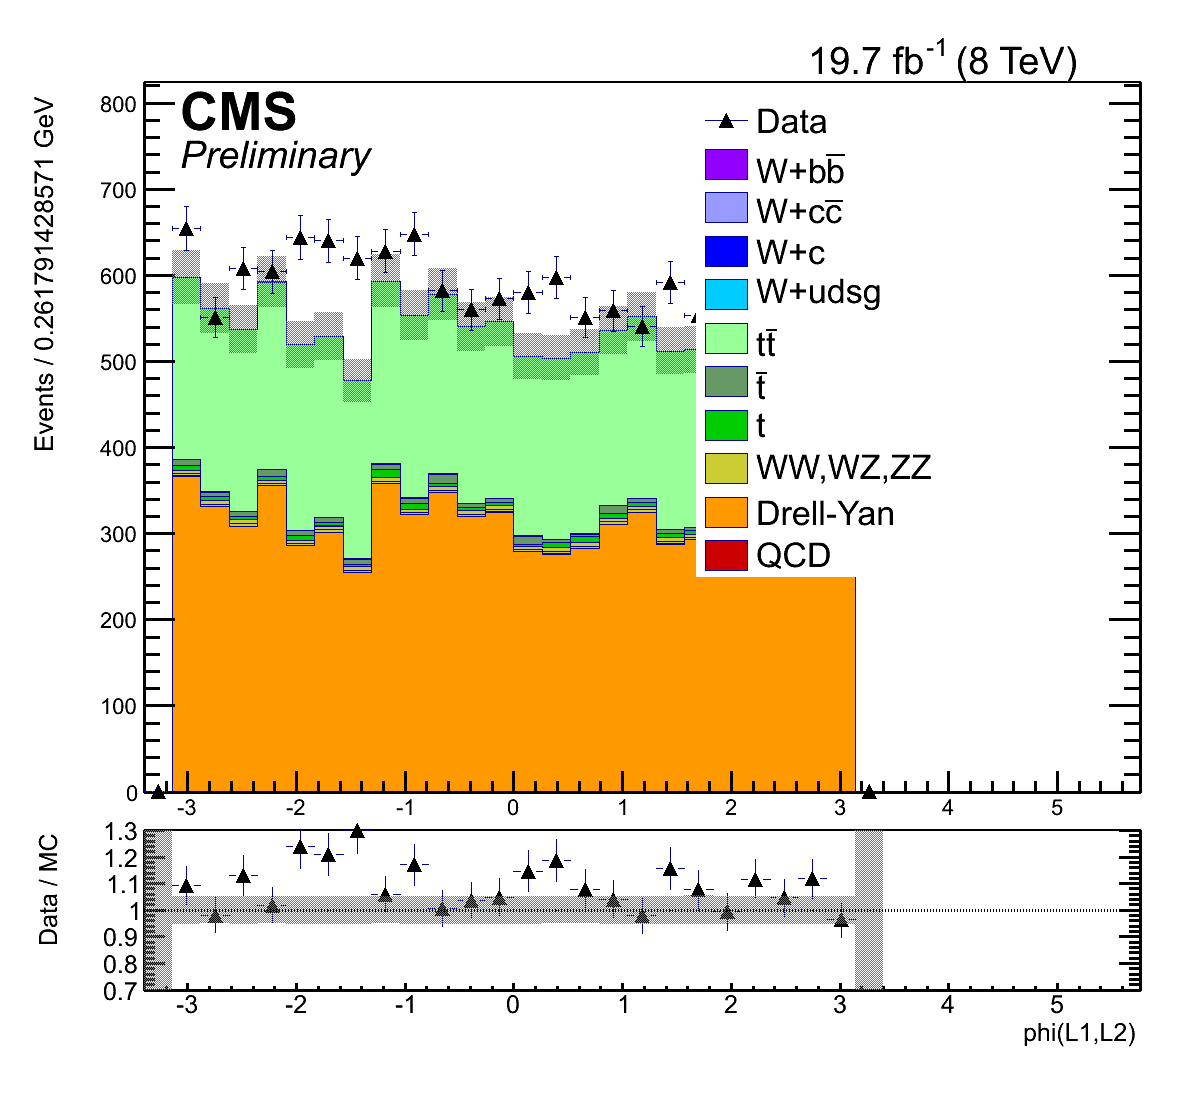 19.7 fb⁻¹ (8 TeV)
CMS
Preliminary
Events / 0.261791428571 GeV
800
700
600
500
400
300
200
100
0
Data
W+bb̅
W+cc̅
W+c
W+udsg
tt̅
t̅
t
WW,WZ,ZZ
Drell-Yan
QCD
-3 -2 -1 0 1 2 3 4 5
Data / MC
1.3
1.2
1.1
1
0.9
0.8
0.7
-3 -2 -1 0 1 2 3 4 5
phi(L1,L2)